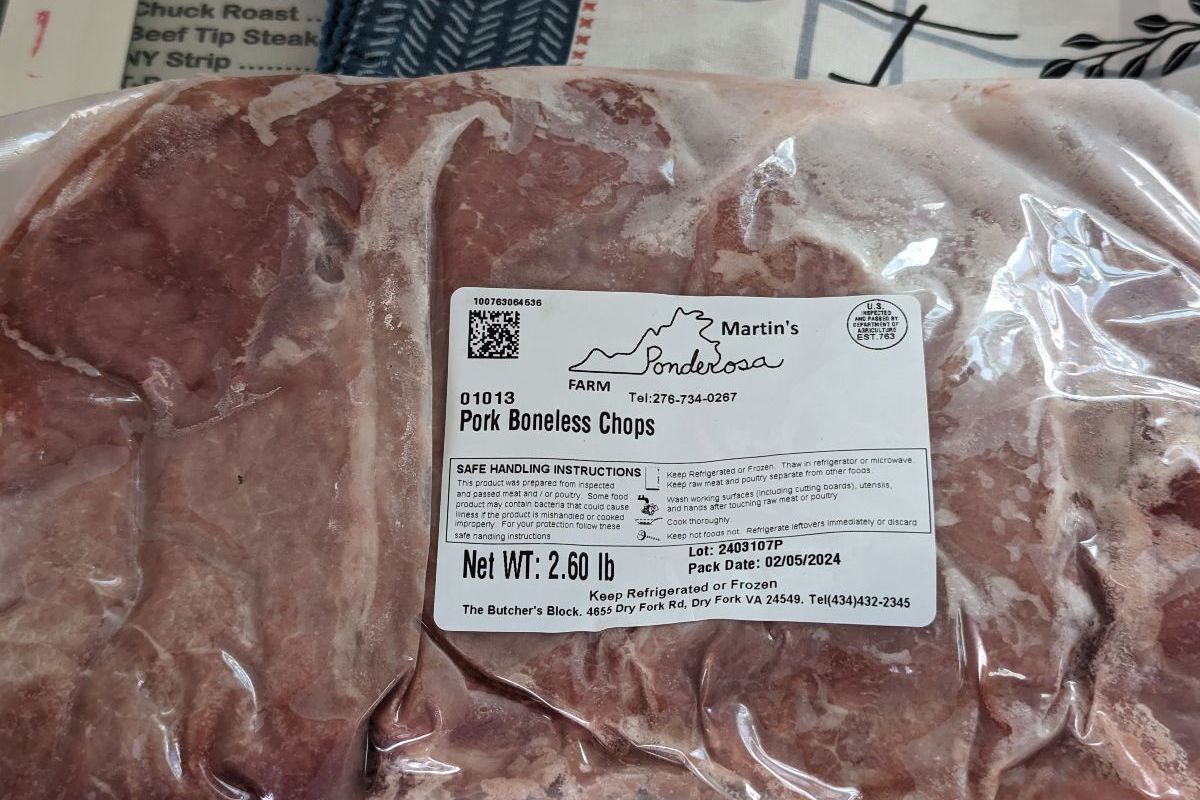 Chuck Roast ..
Beef Tip Steak
NY Strip ........
100763064536
Martin's
Ponderosa
FARM
Tel:276-734-0267
U.S.
INSPECTED
AND PASSED BY
DEPARTMENT OF
AGRICULTURE
EST.763
01013
Pork Boneless Chops
SAFE HANDLING INSTRUCTIONS
This product was prepared from inspected
and passed meat and / or poultry. Some food
product may contain bacteria that could cause
illness if the product is mishandled or cooked
improperly. For your protection follow these
safe handling instructions
Keep Refrigerated or Frozen. Thaw in refrigerator or microwave.
Keep raw meat and poultry separate from other foods.
Wash working surfaces (including cutting boards), utensils,
and hands after touching raw meat or poultry
Cook thoroughly
Keep hot foods hot. Refrigerate leftovers immediately or discard
Net WT: 2.60 lb
Lot: 2403107P
Pack Date: 02/05/2024
Keep Refrigerated or Frozen
The Butcher's Block. 4655 Dry Fork Rd, Dry Fork VA 24549. Tel(434)432-2345